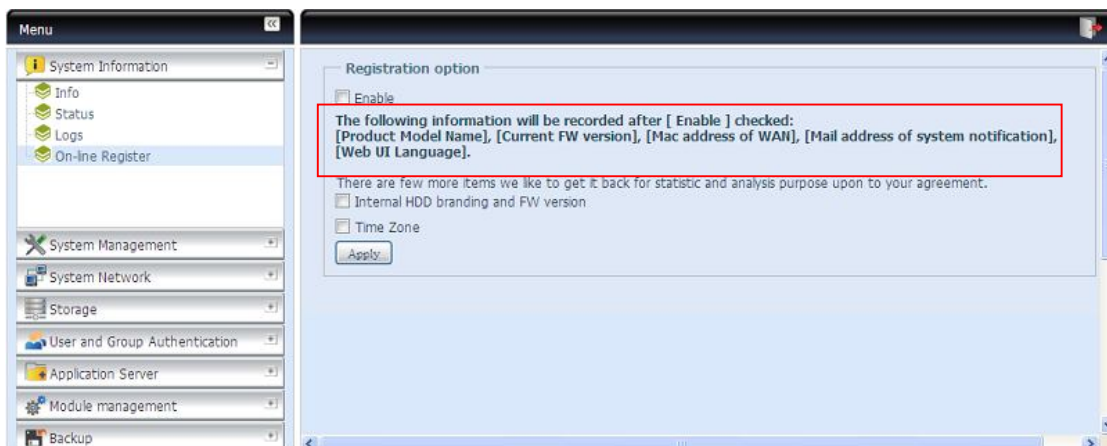 Menu
System Information
Info
Status
Logs
On-line Register
System Management
System Network
Storage
User and Group Authentication
Application Server
Module management
Backup
Registration option
Enable
The following information will be recorded after [ Enable ] checked:
[Product Model Name], [Current FW version], [Mac address of WAN], [Mail address of system notification],
[Web UI Language].
There are few more items we like to get it back for statistic and analysis purpose upon to your agreement.
Internal HDD branding and FW version
Time Zone
Apply